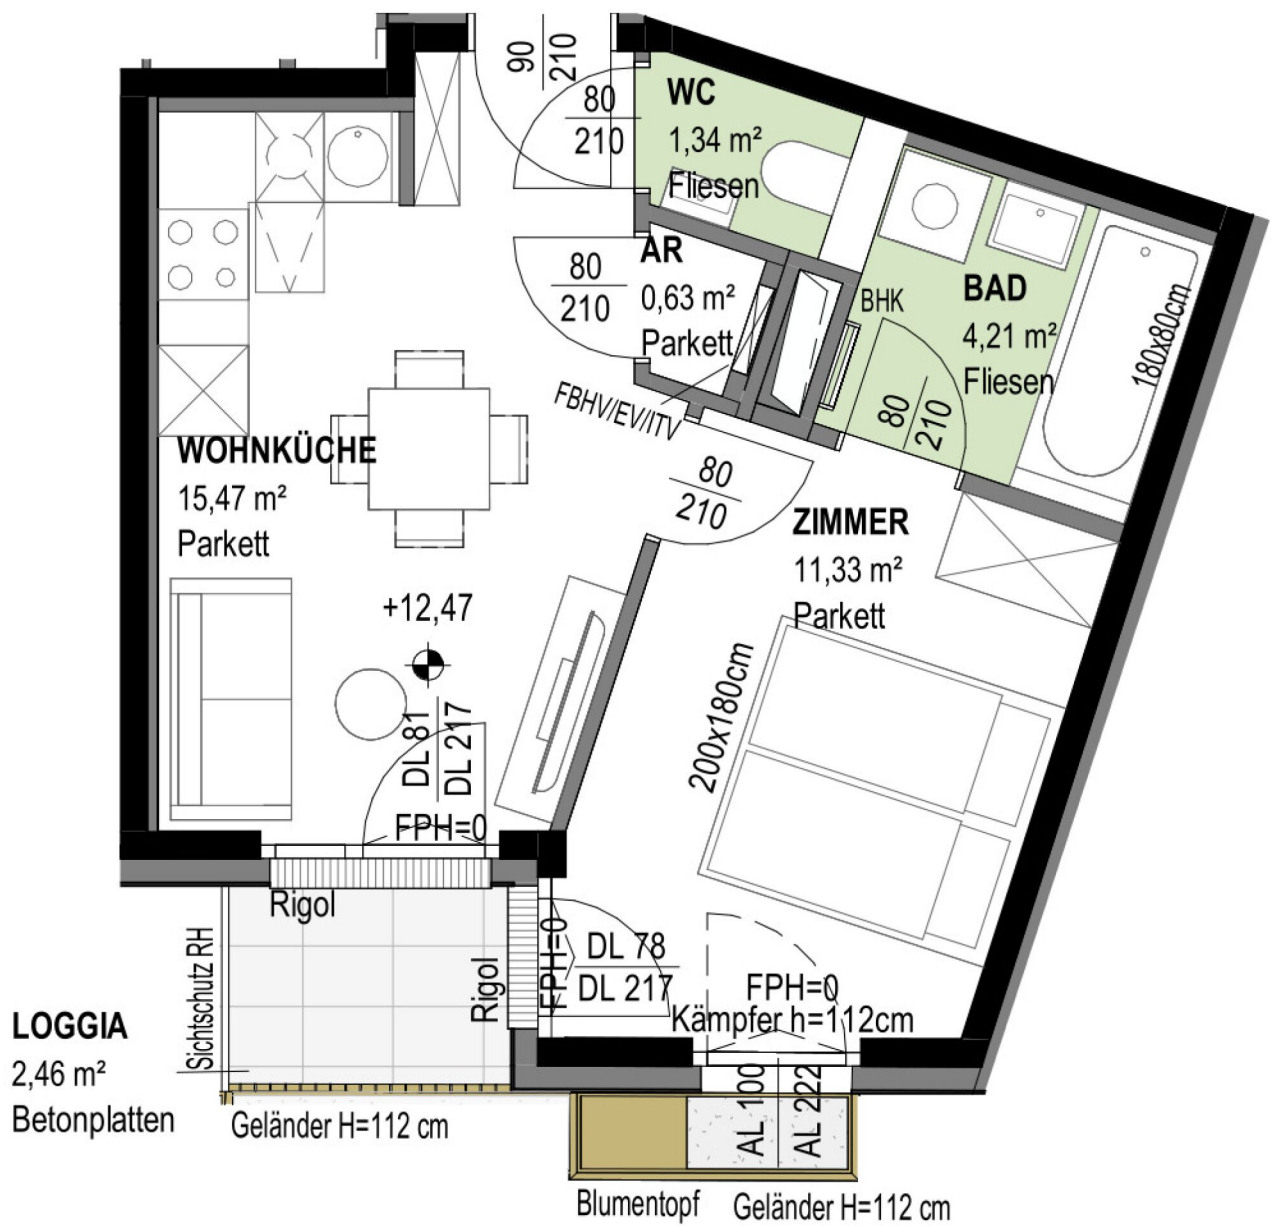 90
210
80
210
WC
1,34 m²
Fliesen
80
210
AR
0,63 m²
Parkett
BHK
BAD
4,21 m²
Fliesen
180x80cm
80
210
FBHV/EV/ITV
WOHNKÜCHE
15,47 m²
Parkett
80
210
ZIMMER
11,33 m²
Parkett
+12,47
200x180cm
DL 81
DL 217
FPH=0
Rigol
Sichtschutz RH
Rigol
FPH=0
DL 78
DL 217
FPH=0
Kämpfer h=112cm
LOGGIA
2,46 m²
Betonplatten
Geländer H=112 cm
AL 100
AL 222
Blumentopf
Geländer H=112 cm